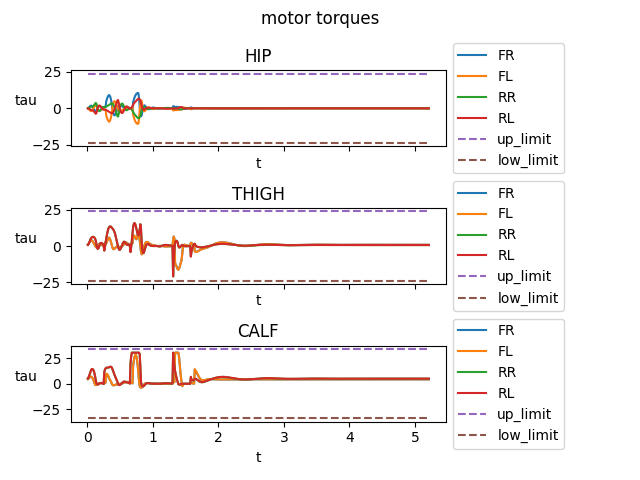 motor torques
HIP
25
0
−25
tau
t
FR
FL
RR
RL
up_limit
low_limit
THIGH
25
0
−25
tau
t
FR
FL
RR
RL
up_limit
low_limit
CALF
25
0
−25
tau
0 1 2 3 4 5
t
FR
FL
RR
RL
up_limit
low_limit